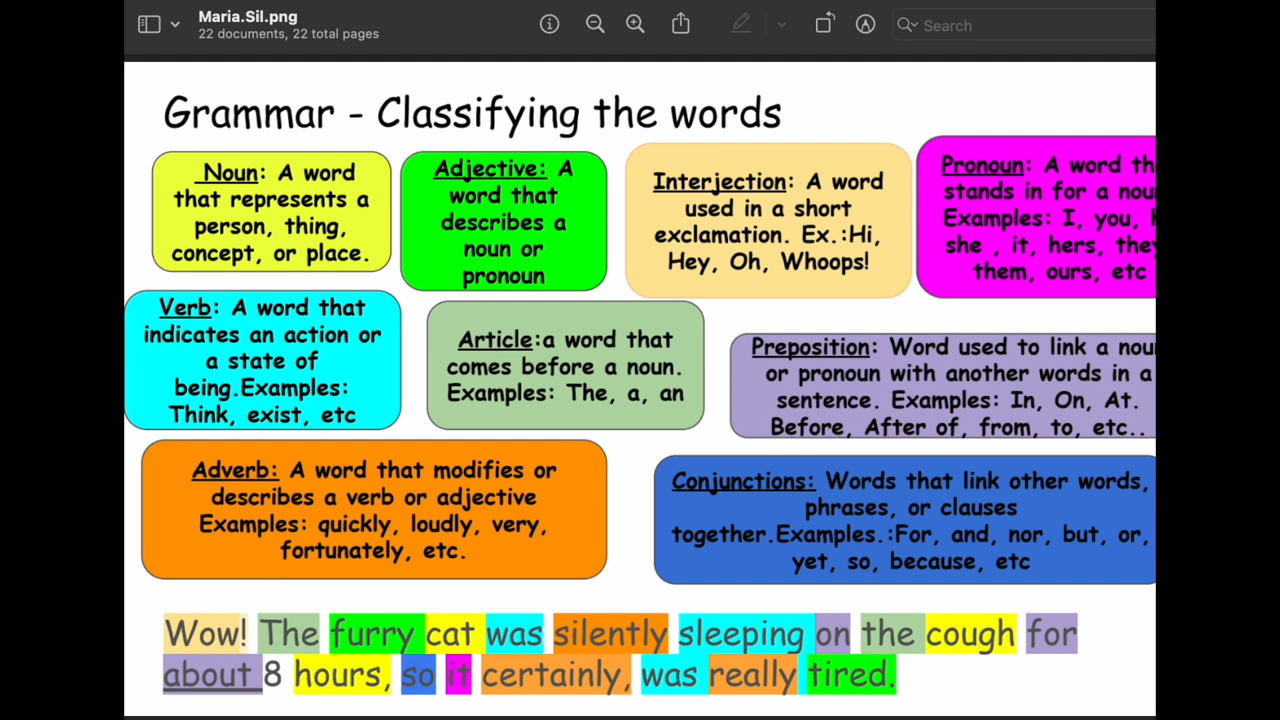 Maria.Sil.png
22 documents, 22 total pages
Search
Grammar - Classifying the words
Noun: A word
that represents a
person, thing,
concept, or place.
Adjective: A
word that
describes a
noun or
pronoun
Interjection: A word
used in a short
exclamation. Ex.:Hi,
Hey, Oh, Whoops!
Pronoun: A word
stands in for a
Examples: I, you,
she , it, hers,
them, ours, etc
Verb: A word that
indicates an action or
a state of
being.Examples:
Think, exist, etc
Article:a word that
comes before a noun.
Examples: The, a, an
Preposition: Word used to link a
or pronoun with another words in a
sentence. Examples: In, On, At.
Before, After of, from, to, etc..
Adverb: A word that modifies or
describes a verb or adjective
Examples: quickly, loudly, very,
fortunately, etc.
Conjunctions: Words that link other words,
phrases, or clauses
together.Examples.:For, and, nor, but, or,
yet, so, because, etc
Wow! The furry cat was silently sleeping on the cough for
about 8 hours, so it certainly, was really tired.